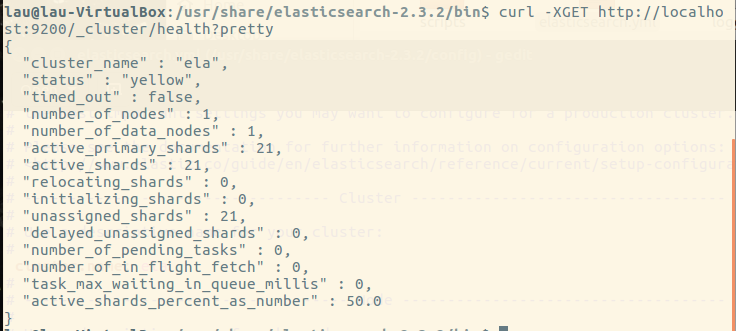 lau@lau-VirtualBox:/usr/share/elasticsearch-2.3.2/bin$ curl -XGET http://localho
st:9200/_cluster/health?pretty
{
  "cluster_name" : "ela",
  "status" : "yellow",
  "timed_out" : false,
  "number_of_nodes" : 1,
  "number_of_data_nodes" : 1,
  "active_primary_shards" : 21,
  "active_shards" : 21,
  "relocating_shards" : 0,
  "initializing_shards" : 0,
  "unassigned_shards" : 21,
  "delayed_unassigned_shards" : 0,
  "number_of_pending_tasks" : 0,
  "number_of_in_flight_fetch" : 0,
  "task_max_waiting_in_queue_millis" : 0,
  "active_shards_percent_as_number" : 50.0
}